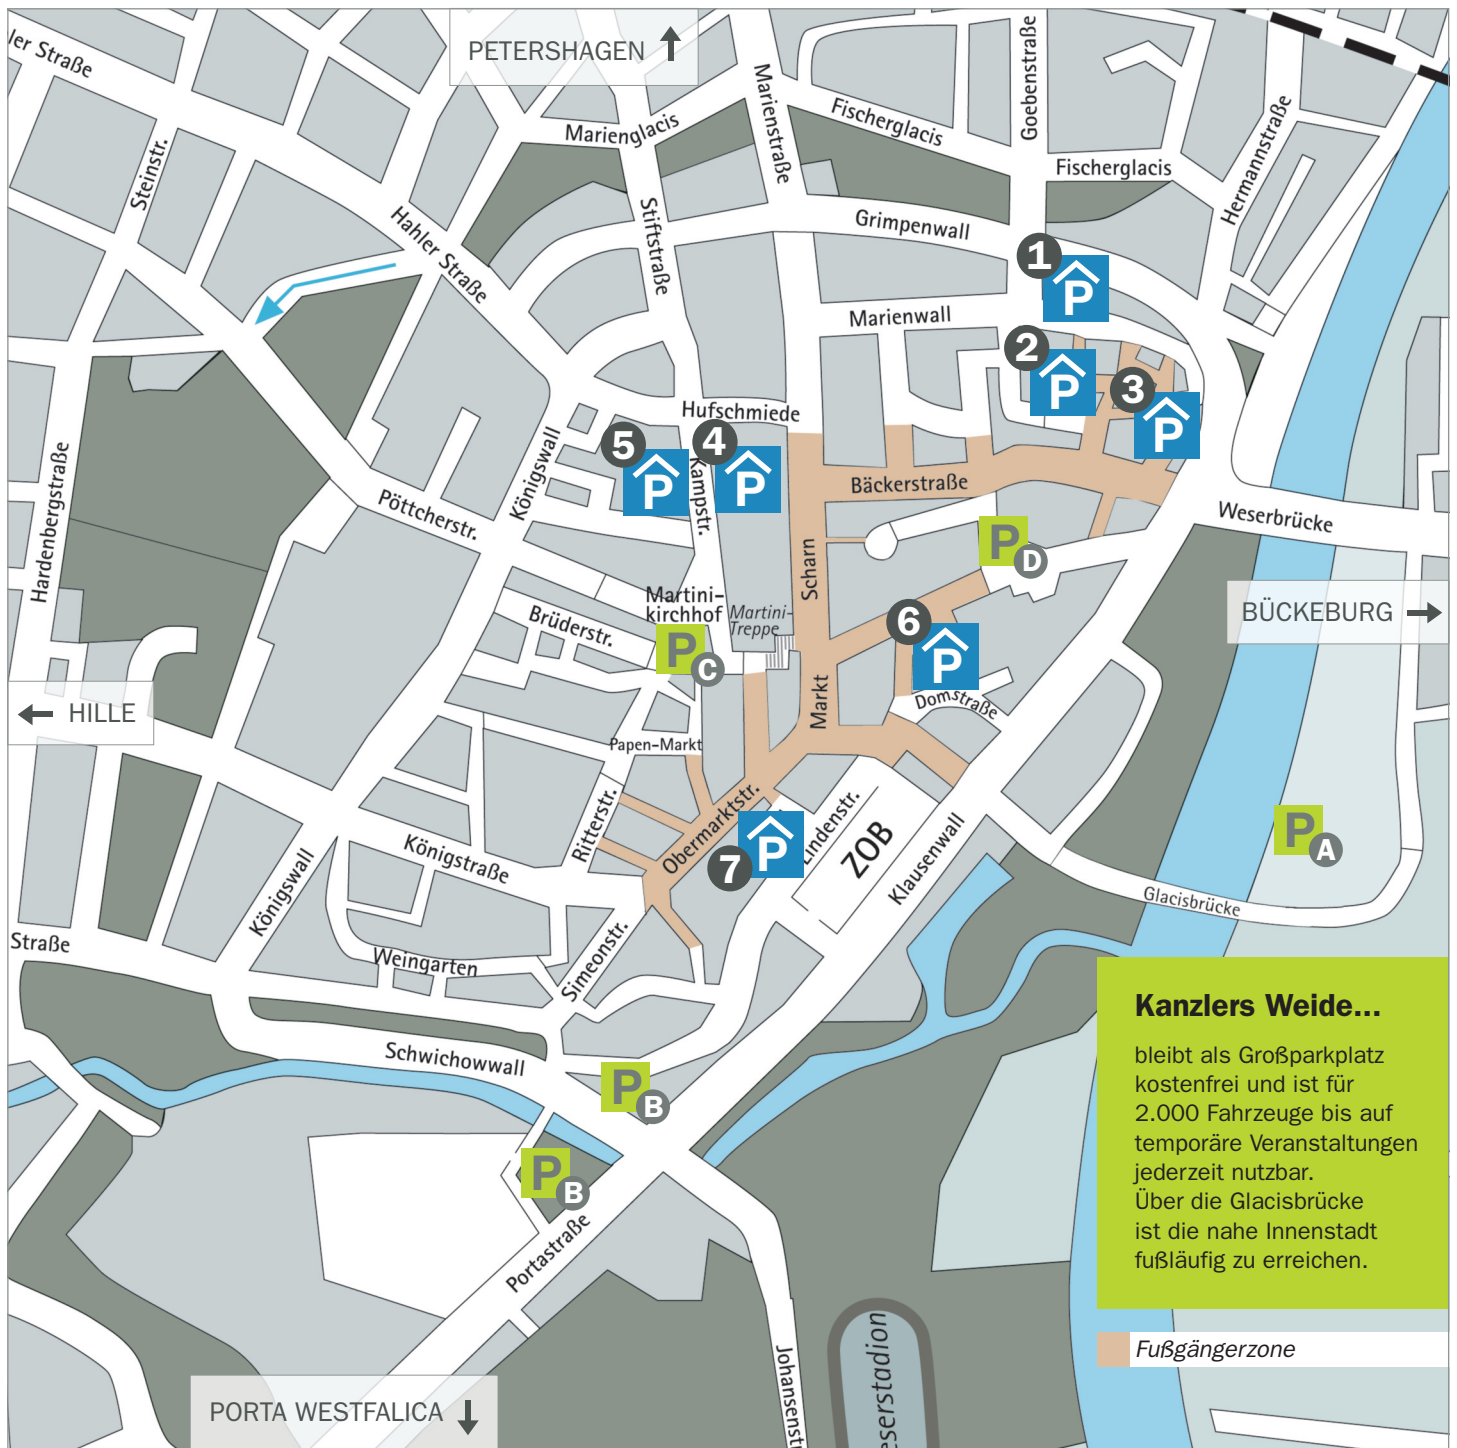 PETERSHAGEN
ler Straße
Marienstraße
Goebenstraße
Fischerglacis
Marienglacis
Fischerglacis
Hermannstraße
Steinstr.
Stiftstraße
Hahler Straße
Grimpenwall
1
P
Marienwall
2
P
3
P
Hufschmiede
5
P
4
P
Kampstr.
Königswall
Hardenbergstraße
Pöttcherstr.
Bäckerstraße
Weserbrücke
P
D
Scharn
Martini-
kirchhof
Martini-
Treppe
BÜCKEBURG
Brüderstr.
P
C
6
P
Markt
Domstraße
HILLE
Papen-Markt
Ritterstr.
Obermarktstr.
7
P
Lindenstr.
ZOB
Klausenwall
P
A
Königstraße
Königswall
Glacisbrücke
Straße
Weingarten
Simeonstr.
Schwichowwall
P
B
P
B
Portastraße
Kanzlers Weide...
bleibt als Großparkplatz
kostenfrei und ist für
2.000 Fahrzeuge bis auf
temporäre Veranstaltungen
jederzeit nutzbar.
Über die Glacisbrücke
ist die nahe Innenstadt
fußläufig zu erreichen.
Fußgängerzone
Johansenst
eserstadion
PORTA WESTFALICA